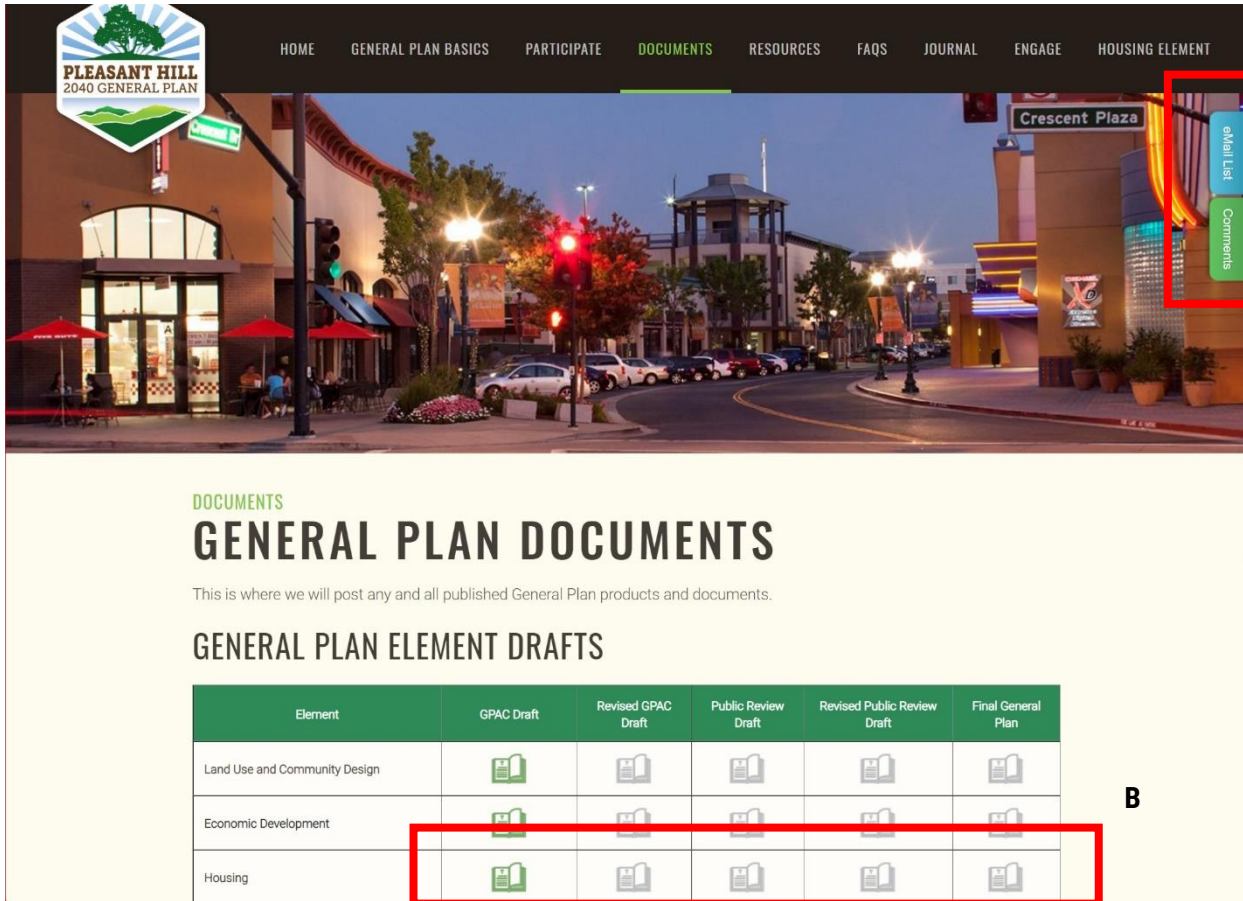 PLEASANT HILL
2040 GENERAL PLAN
HOME GENERAL PLAN BASICS PARTICIPATE DOCUMENTS RESOURCES FAQS JOURNAL ENGAGE HOUSING ELEMENT
Crescent Dr
Crescent Plaza
eMail List
Comments
DOCUMENTS
GENERAL PLAN DOCUMENTS
This is where we will post any and all published General Plan products and documents.
GENERAL PLAN ELEMENT DRAFTS
Element GPAC Draft Revised GPAC Draft Public Review Draft Revised Public Review Draft Final General Plan
Land Use and Community Design
B
Economic Development
Housing